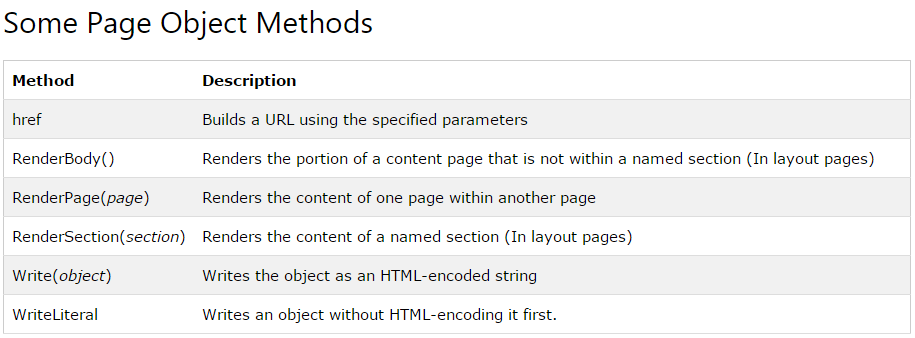 Some Page Object Methods
Method Description
href Builds a URL using the specified parameters
RenderBody() Renders the portion of a content page that is not within a named section (In layout pages)
RenderPage(page) Renders the content of one page within another page
RenderSection(section) Renders the content of a named section (In layout pages)
Write(object) Writes the object as an HTML-encoded string
WriteLiteral Writes an object without HTML-encoding it first.